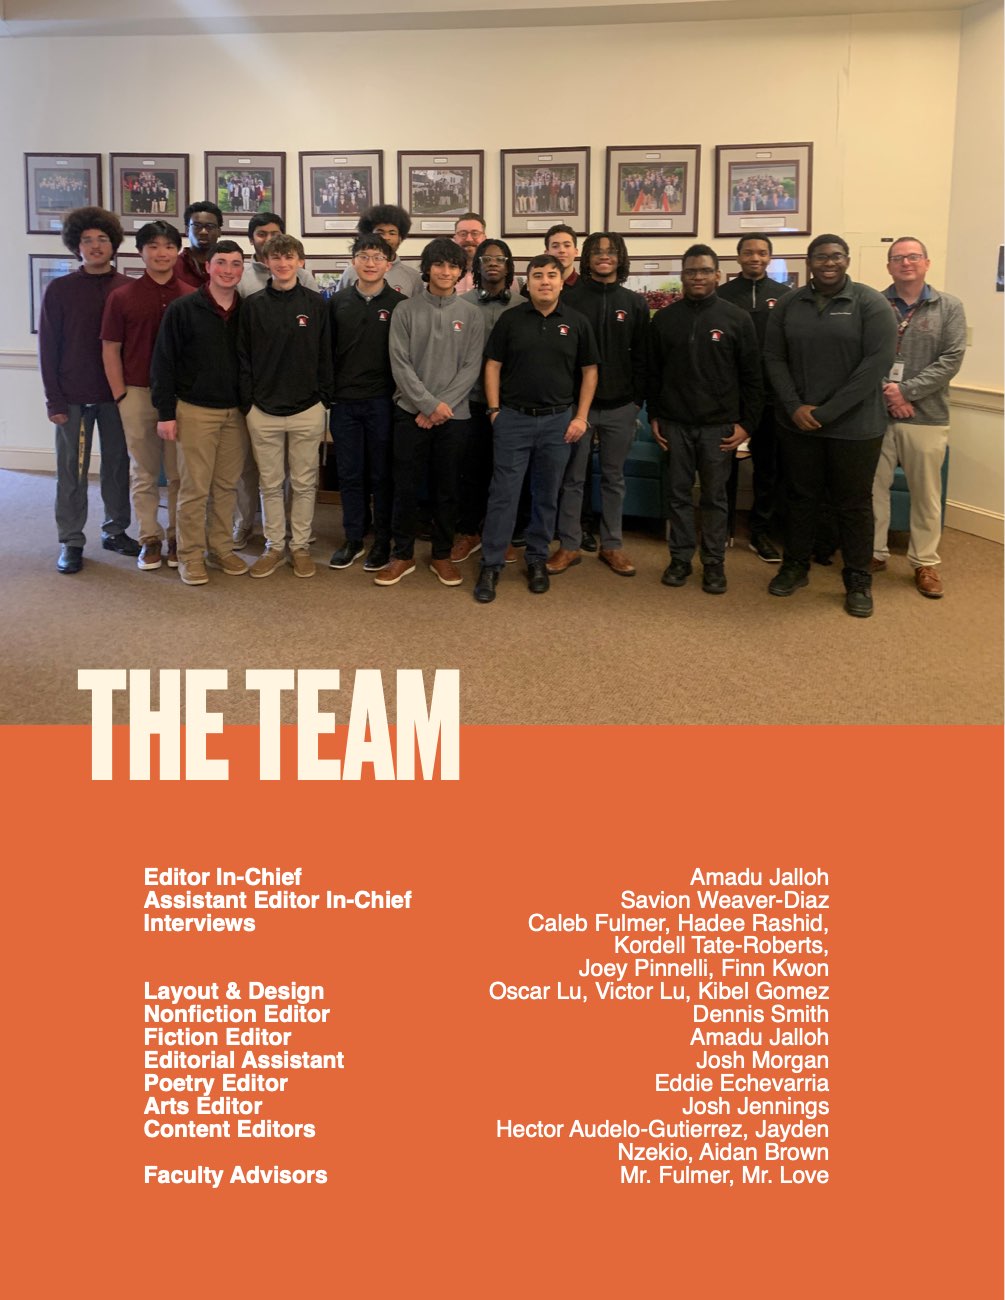 THE TEAM
Editor In-Chief Amadu Jalloh
Assistant Editor In-Chief Savion Weaver-Diaz
Interviews Caleb Fulmer, Hadee Rashid,
Kordell Tate-Roberts,
Joey Pinnelli, Finn Kwon
Layout & Design Oscar Lu, Victor Lu, Kibel Gomez
Nonfiction Editor Dennis Smith
Fiction Editor Amadu Jalloh
Editorial Assistant Josh Morgan
Poetry Editor Eddie Echevarria
Arts Editor Josh Jennings
Content Editors Hector Audelo-Gutierrez, Jayden
Nzekio, Aidan Brown
Faculty Advisors Mr. Fulmer, Mr. Love